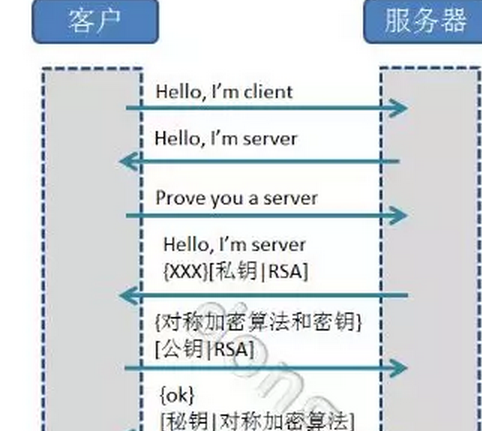 客户
服务器
Hello, I'm client
Hello, I'm server
Prove you a server
Hello, I'm server
{XXX}[私钥|RSA]
{对称加密算法和密钥}
[公钥|RSA]
{ok}
[秘钥|对称加密算法]